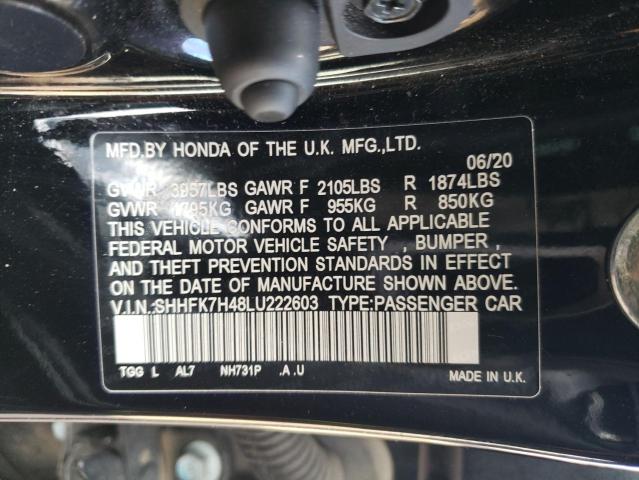 MFD.BY HONDA OF THE U.K. MFG.,LTD.
06/20
GVWR 3957LBS GAWR F 2105LBS R 1874LBS
GVWR 1795KG GAWR F 955KG R 850KG
THIS VEHICLE CONFORMS TO ALL APPLICABLE
FEDERAL MOTOR VEHICLE SAFETY , BUMPER ,
AND THEFT PREVENTION STANDARDS IN EFFECT
ON THE DATE OF MANUFACTURE SHOWN ABOVE.
V.I.N.:SHHFK7H48LU222603 TYPE:PASSENGER CAR
TGG L AL7 NH731P .A .U
MADE IN U.K.